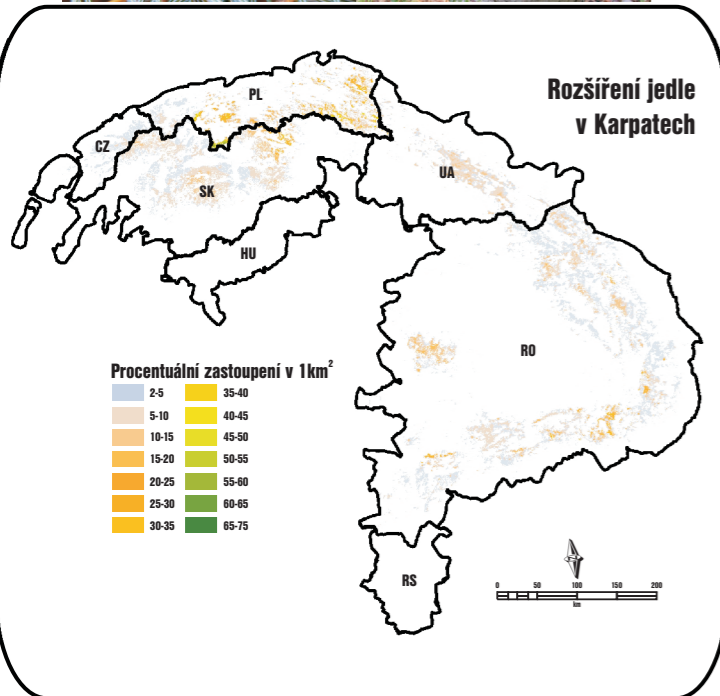 Rozšíření jedle
v Karpatech
PL
CZ
UA
SK
HU
RO
Procentuální zastoupení v 1km²
2-5
5-10
10-15
15-20
20-25
25-30
30-35
35-40
40-45
45-50
50-55
55-60
60-65
65-75
RS
0 50 100 150 200
km